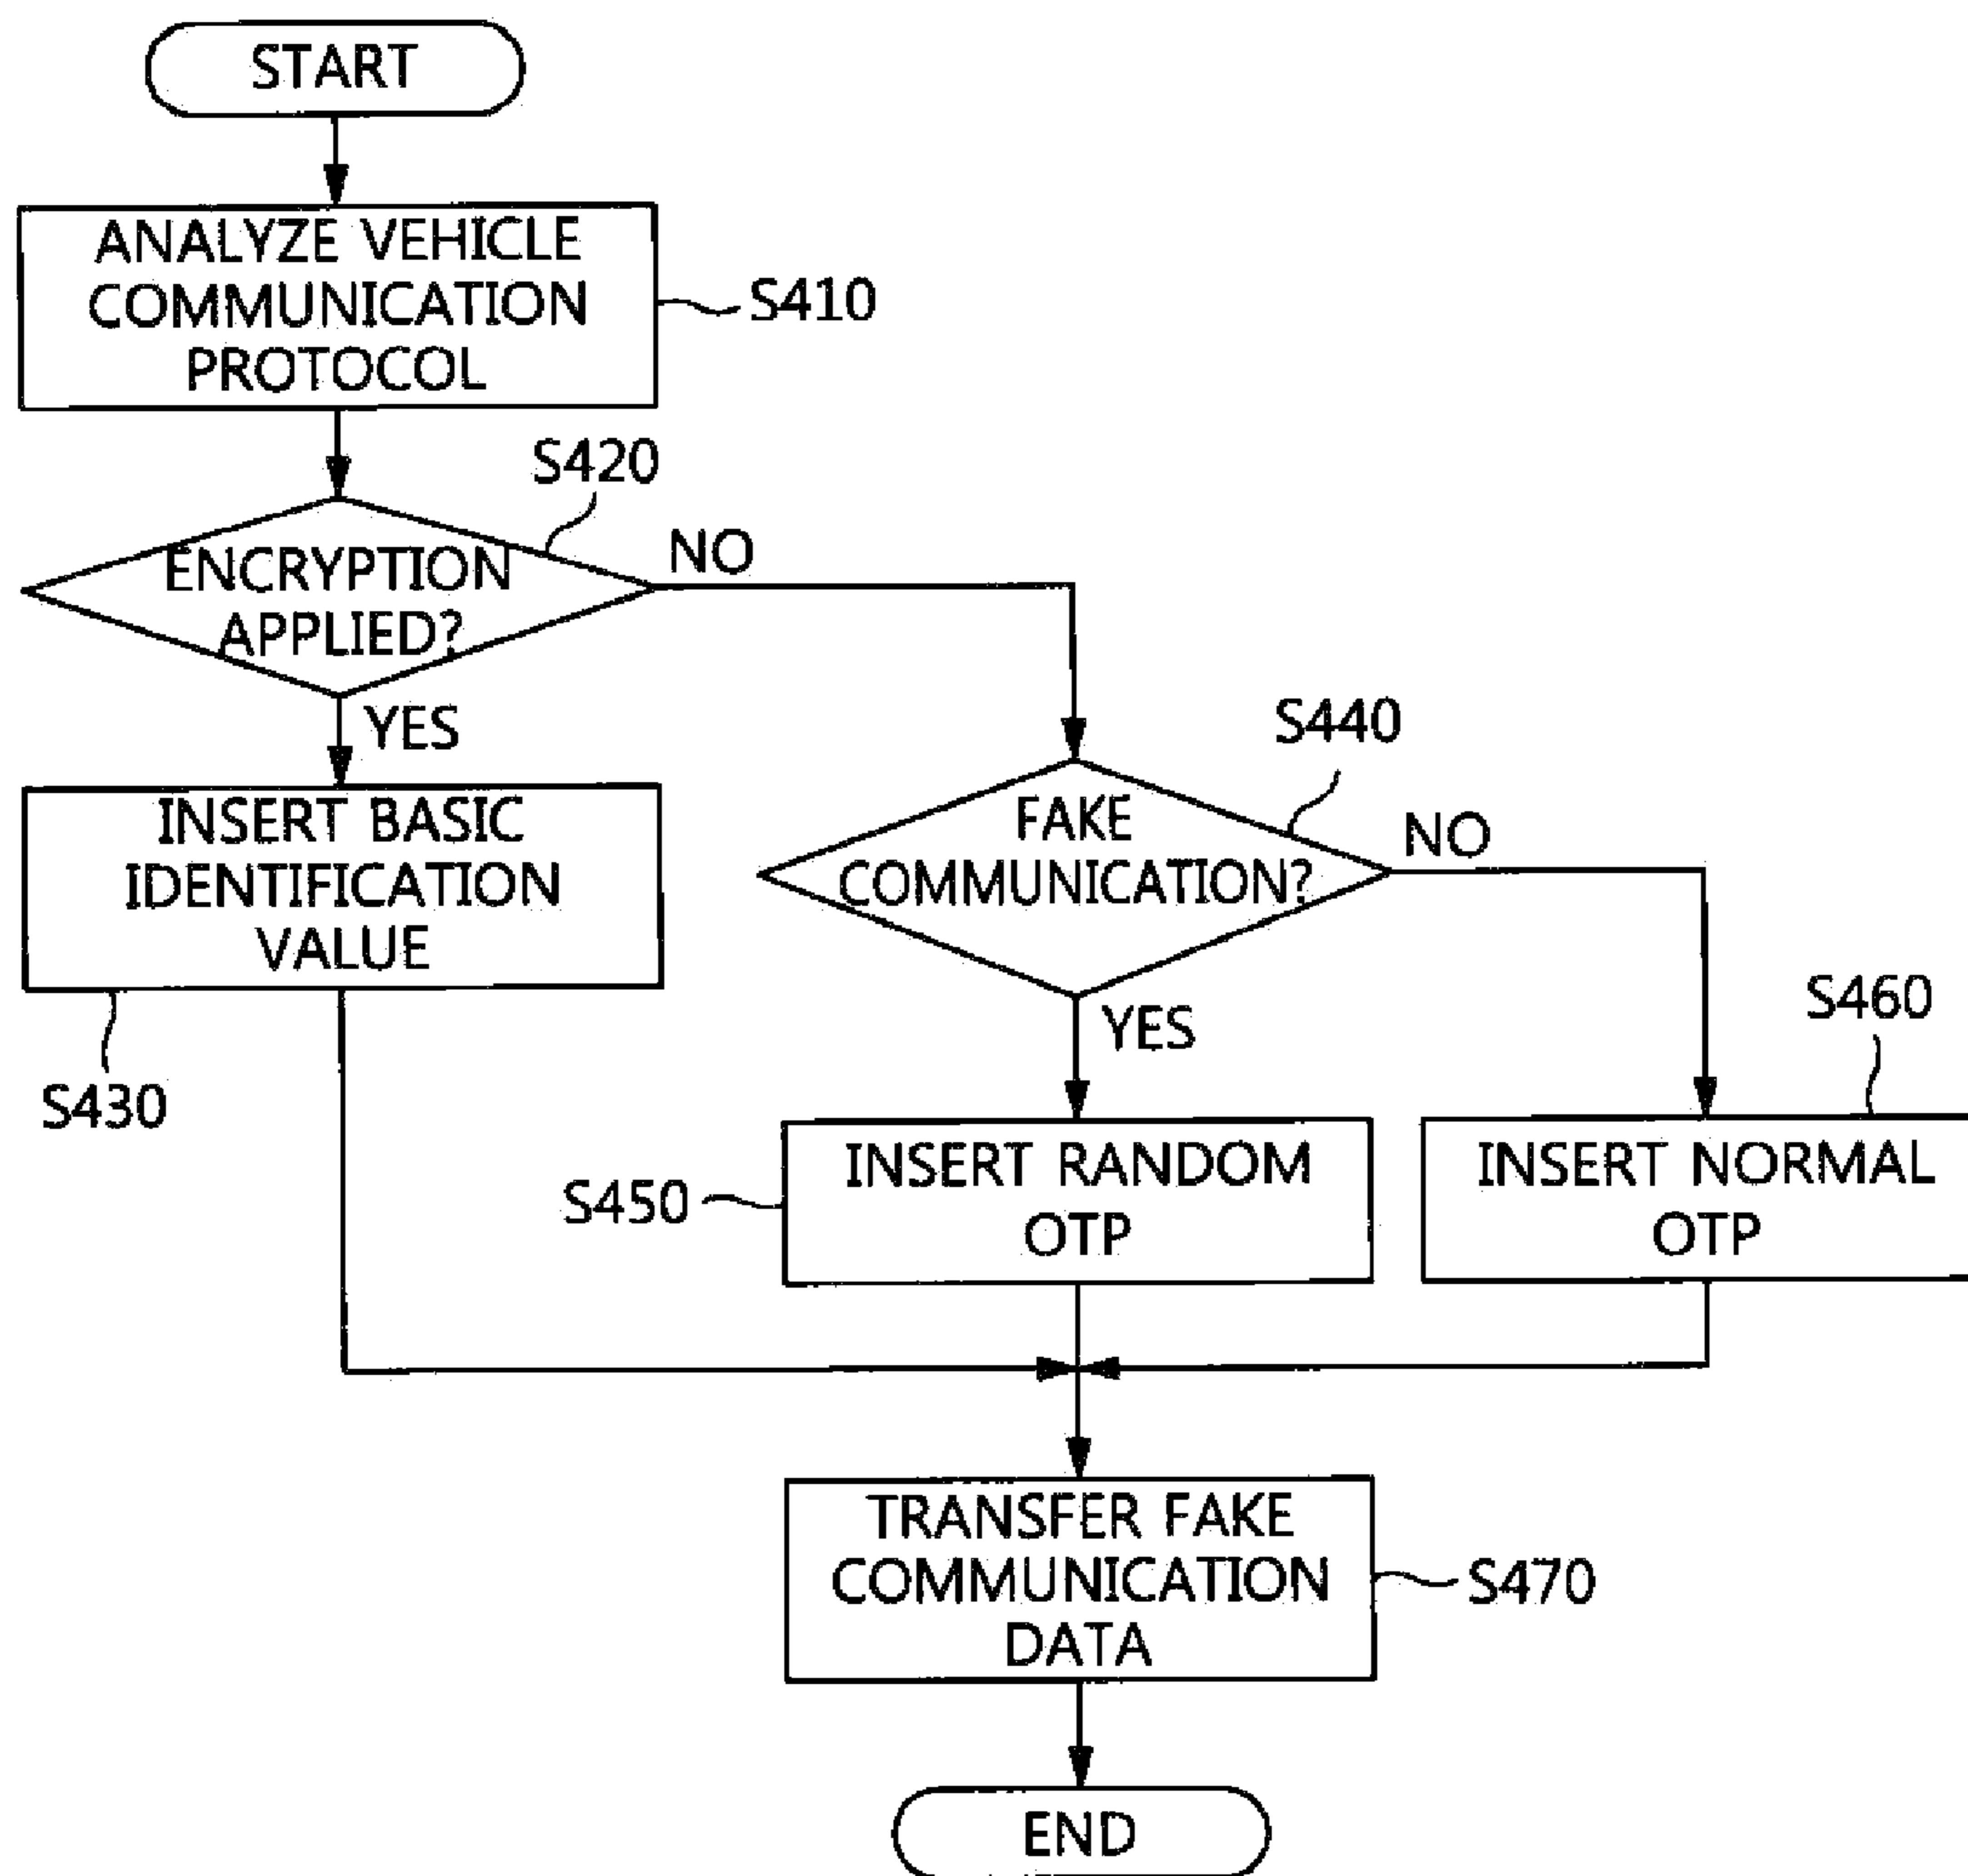 START
ANALYZE VEHICLE
COMMUNICATION
PROTOCOL
S410
S420
ENCRYPTION
APPLIED?
NO
YES
INSERT BASIC
IDENTIFICATION
VALUE
S430
S440
FAKE
COMMUNICATION?
NO
YES
S460
S450
INSERT RANDOM
OTP
INSERT NORMAL
OTP
TRANSFER FAKE
COMMUNICATION
DATA
S470
END